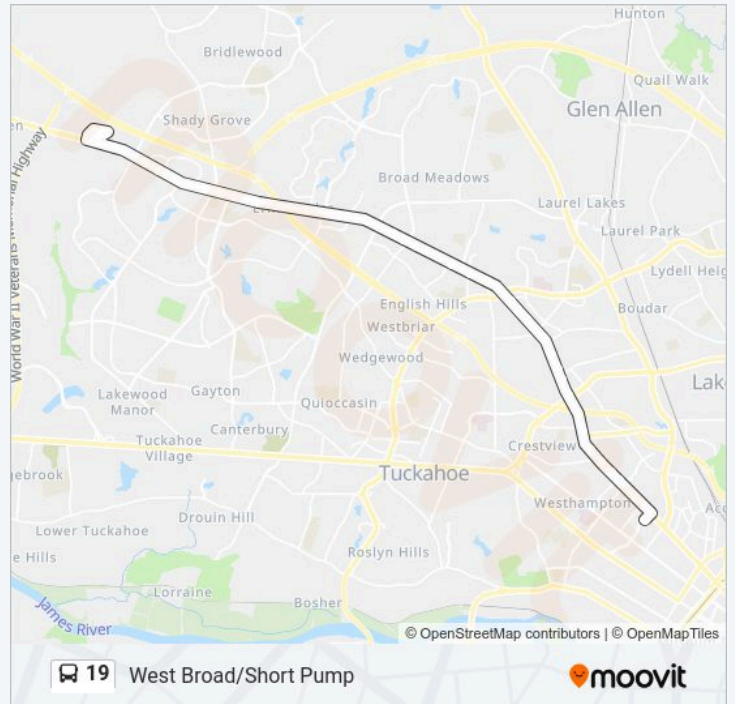 Hunton
Bridlewood
Quail Walk
Glen Allen
Shady Grove
en
Broad Meadows
Laurel Lakes
Laurel Park
Lydell Heig
World War II Veterans Memorial Highway
English Hills
Boudar
Westbriar
Wedgewood
Lak
Lakewood
Manor
Gayton
Quioccasin
Canterbury
Tuckahoe
Village
Crestview
Tuckahoe
gebrook
Westhampton
Acc
Drouin Hill
Lower Tuckahoe
Roslyn Hills
e Hills
Lorraine
Bosher
James River
© OpenStreetMap contributors | © OpenMapTiles
19 West Broad/Short Pump
moovit